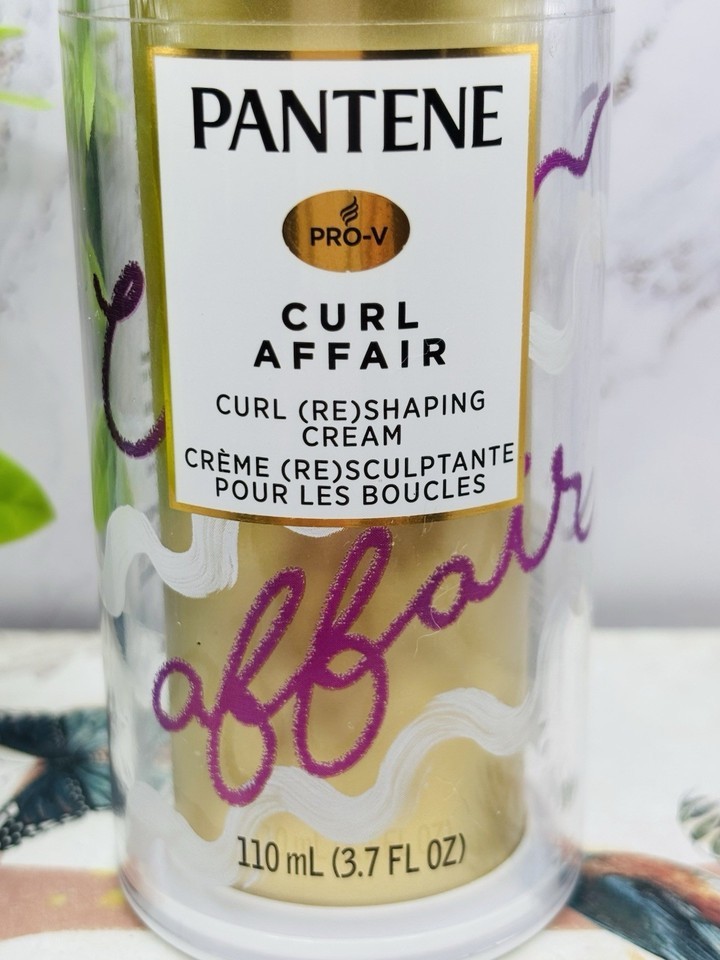 PANTENE
PRO-V
CURL
AFFAIR
CURL (RE)SHAPING
CREAM
CRÈME (RE)SCULPTANTE
POUR LES BOUCLES
affair
110 mL (3.7 FL OZ)